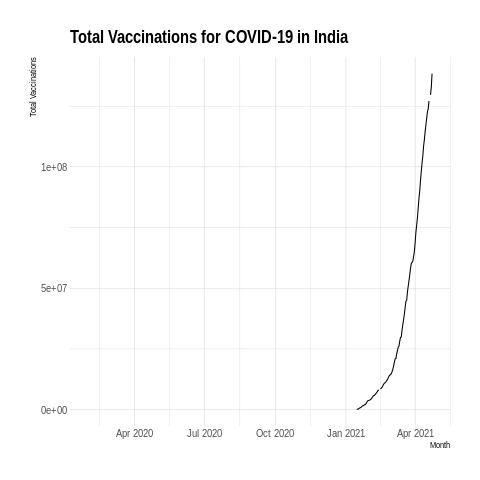 Total Vaccinations for COVID-19 in India
Total Vaccinations
1e+08
5e+07
0e+00
Apr 2020 Jul 2020 Oct 2020 Jan 2021 Apr 2021
Month